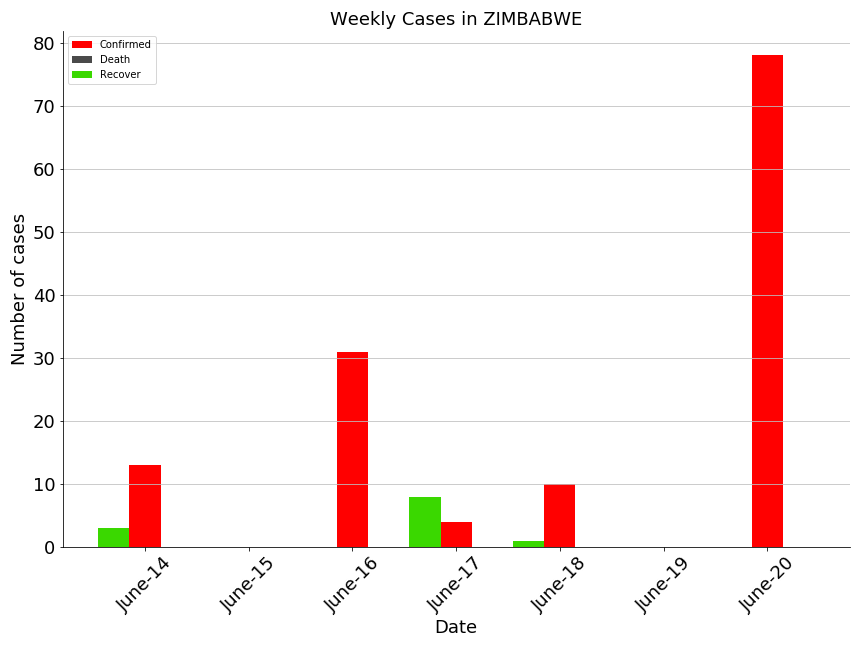 Weekly Cases in ZIMBABWE
Confirmed
Death
Recover
Number of cases
80
70
60
50
40
30
20
10
0
June-14
June-15
June-16
June-17
June-18
June-19
June-20
Date